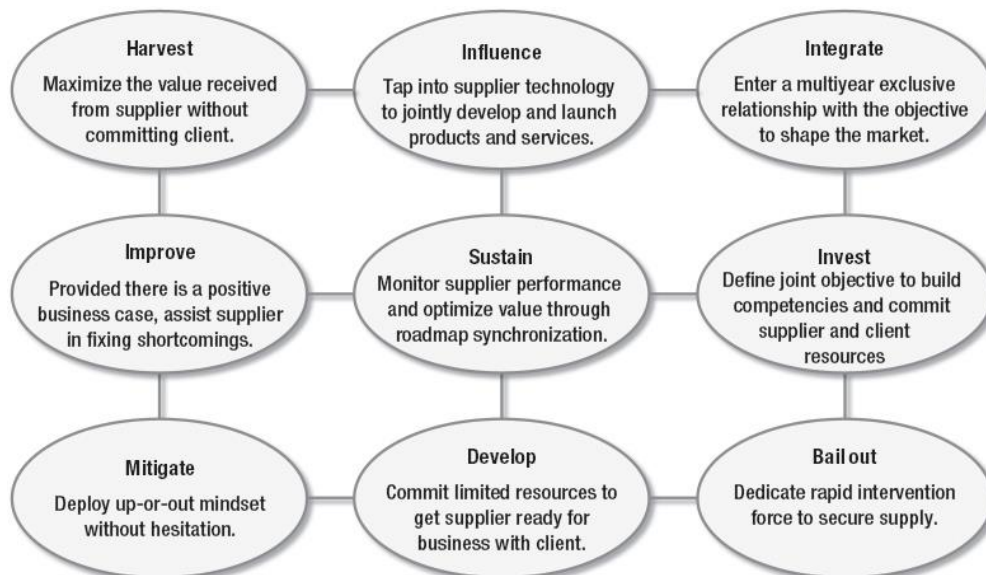 Harvest
Maximize the value received
from supplier without
committing client.
Influence
Tap into supplier technology
to jointly develop and launch
products and services.
Integrate
Enter a multiyear exclusive
relationship with the objective
to shape the market.
Improve
Provided there is a positive
business case, assist supplier
in fixing shortcomings.
Sustain
Monitor supplier performance
and optimize value through
roadmap synchronization.
Invest
Define joint objective to build
competencies and commit
supplier and client
resources
Mitigate
Deploy up-or-out mindset
without hesitation.
Develop
Commit limited resources to
get supplier ready for
business with client.
Bail out
Dedicate rapid intervention
force to secure supply.